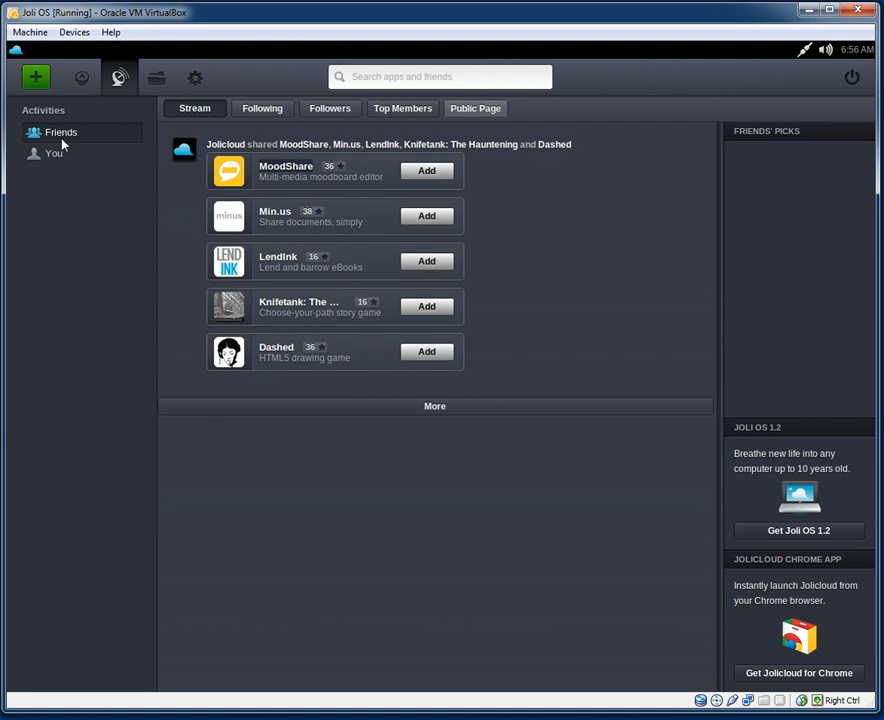 Joli OS [Running] - Oracle VM VirtualBox
Machine Devices Help
6:56 AM
Search apps and friends
Activities
Friends
You
Stream Following Followers Top Members Public Page
Jolicloud shared MoodShare, Min.us, LendInk, Knifetank: The Hauntening and Dashed
MoodShare 36
Multi-media moodboard editor
Add
minus
Min.us 38
Share documents, simply
Add
LEND
INK
LendInk 16
Lend and barrow eBooks
Add
Knifetank: The ... 16
Choose-your-path story game
Add
Dashed 36
HTML5 drawing game
Add
More
FRIENDS' PICKS
JOLI OS 1.2
Breathe new life into any
computer up to 10 years old.
Get Joli OS 1.2
JOLICLOUD CHROME APP
Instantly launch Jolicloud from
your Chrome browser.
Get Jolicloud for Chrome
Right Ctrl